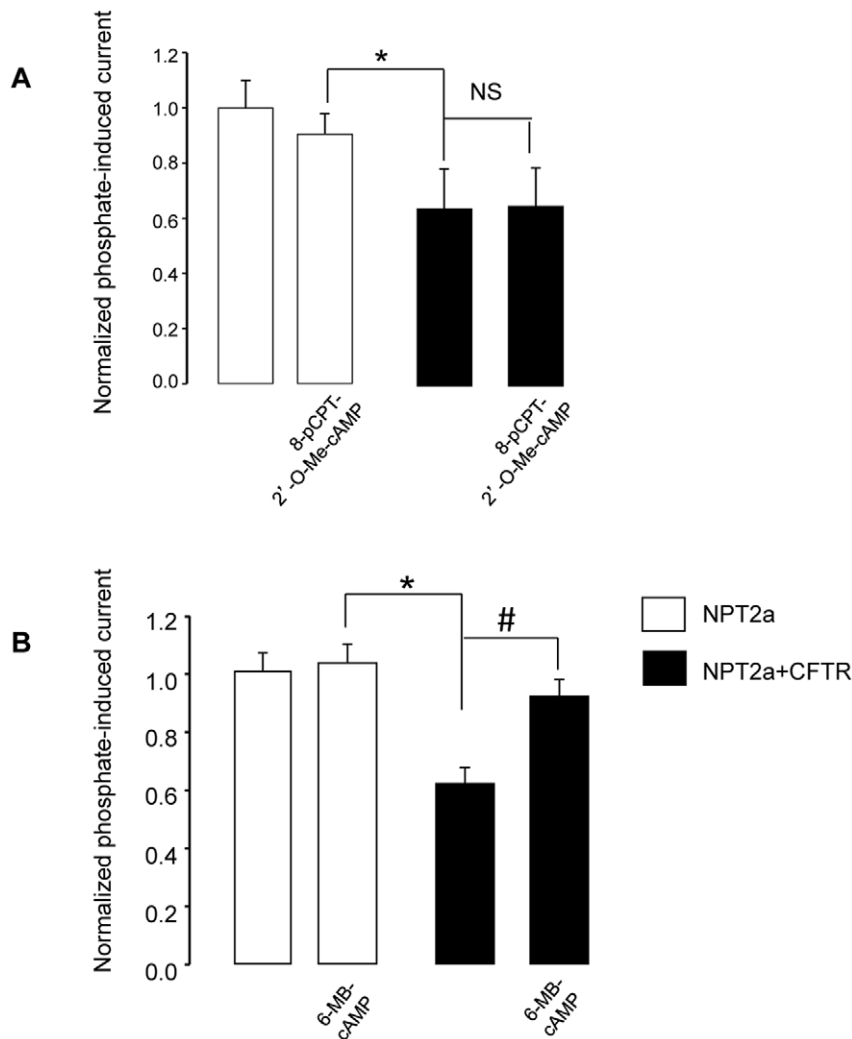 A
Normalized phosphate-induced current
1.2
1.0
0.8
0.6
0.4
0.2
0.0
*
NS
8-pCPT-
2'-O-Me-cAMP
8-pCPT-
2'-O-Me-cAMP
B
Normalized phosphate-induced current
1.2
1.0
0.8
0.6
0.4
0.2
0.0
*
#
6-MB-
cAMP
6-MB-
cAMP
NPT2a
NPT2a+CFTR